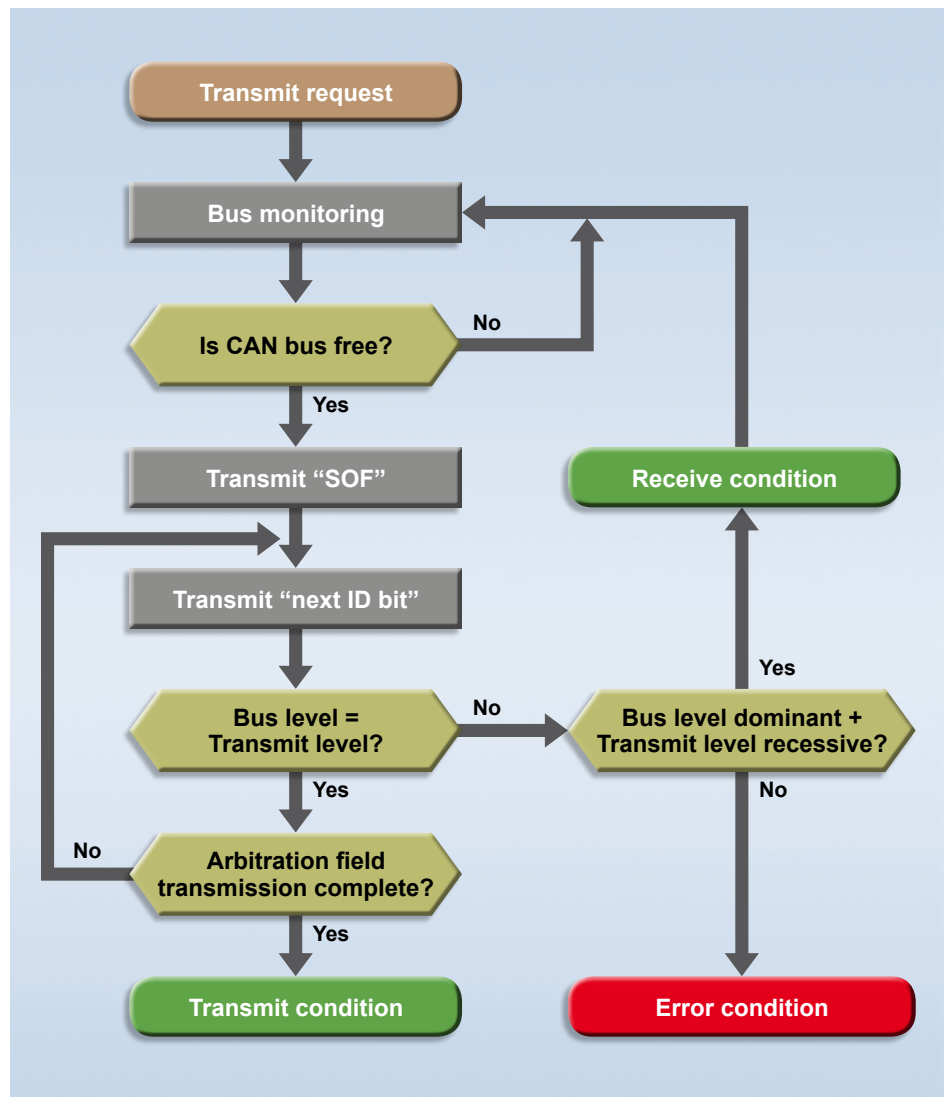 Transmit request
Bus monitoring
Is CAN bus free?
No
Yes
Transmit “SOF”
Receive condition
Transmit “next ID bit”
Yes
Bus level =
Transmit level?
No
Bus level dominant +
Transmit level recessive?
Yes
No
No
Arbitration field
transmission complete?
Yes
Transmit condition
Error condition